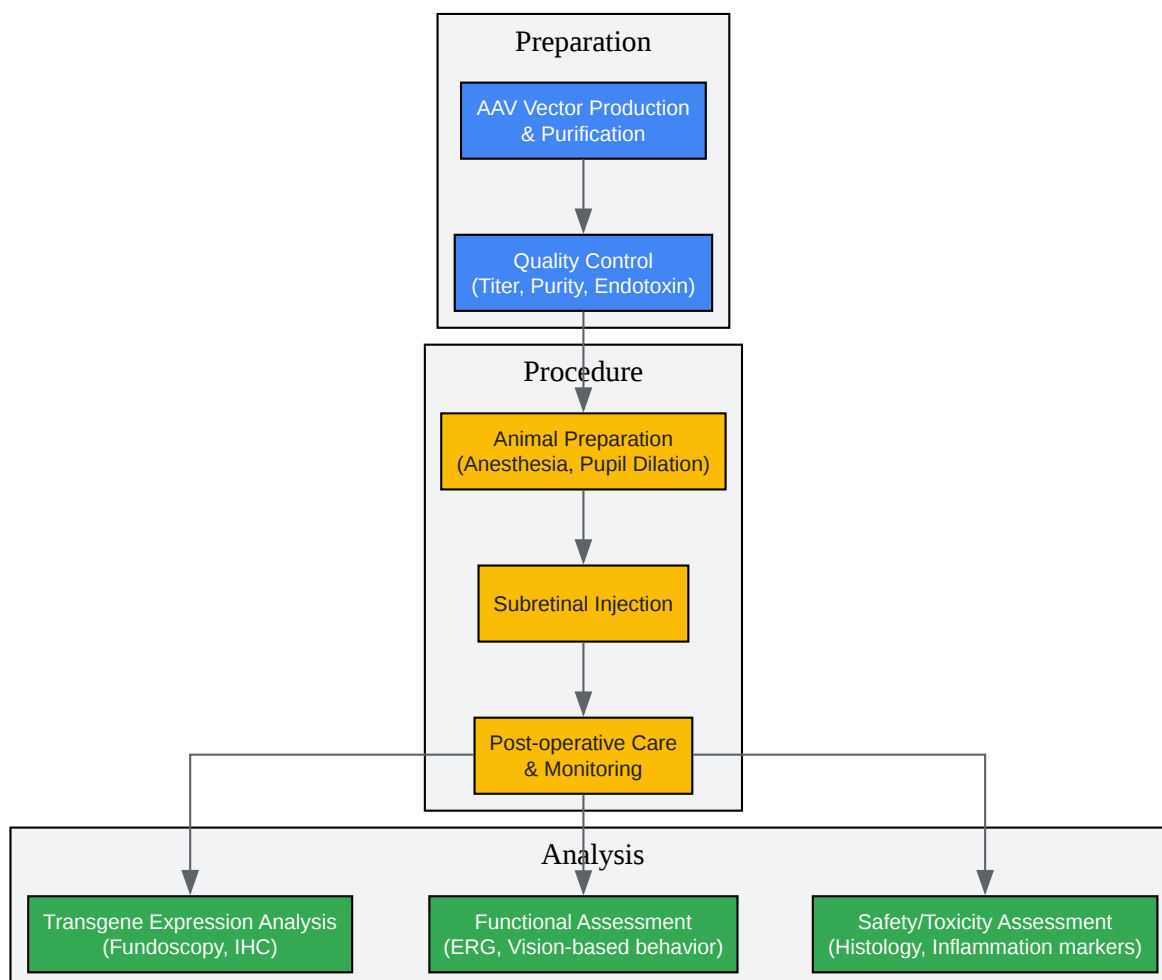 Preparation
AAV Vector Production
& Purification
Quality Control
(Titer, Purity, Endotoxin)
Procedure
Animal Preparation
(Anesthesia, Pupil Dilation)
Subretinal Injection
Post-operative Care
& Monitoring
Analysis
Transgene Expression Analysis
(Fundoscopy, IHC)
Functional Assessment
(ERG, Vision-based behavior)
Safety/Toxicity Assessment
(Histology, Inflammation markers)